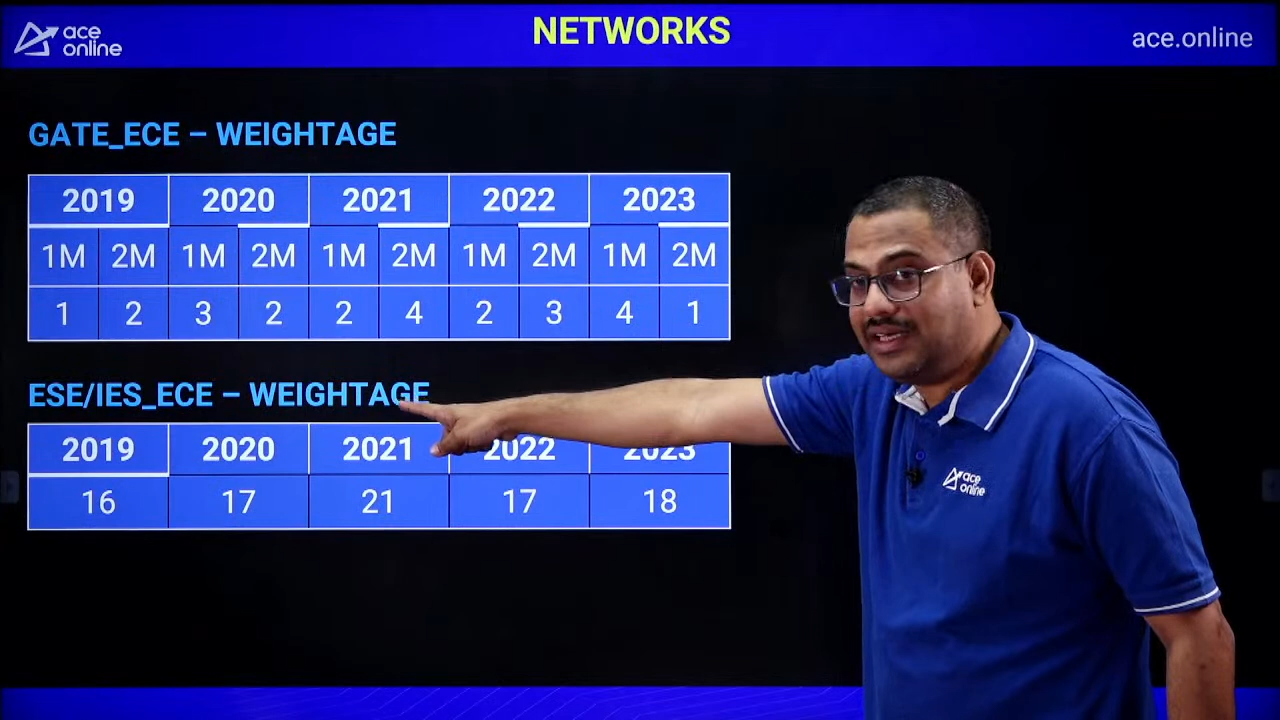 ace
online
NETWORKS
ace.online
GATE_ECE – WEIGHTAGE
2019 2020 2021 2022 2023
1M 2M 1M 2M 1M 2M 1M 2M 1M 2M
1 2 3 2 2 4 2 3 4 1
ESE/IES_ECE – WEIGHTAGE
2019 2020 2021 2022 2023
16 17 21 17 18
ace
online